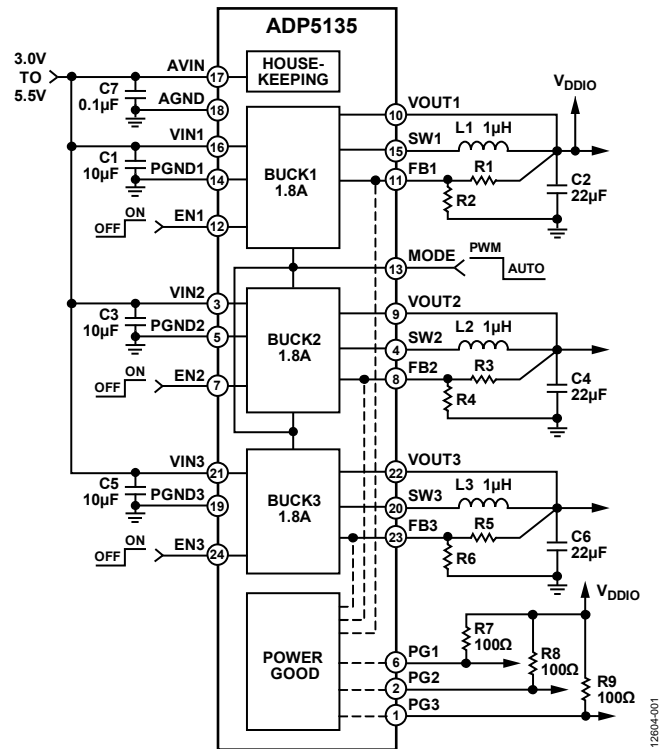 ADP5135
3.0V
TO
5.5V
AVIN
17
HOUSE-
KEEPING
C7
0.1µF
AGND
18
VIN1
16
C1
10µF
PGND1
14
BUCK1
1.8A
OFF
ON
EN1
12
10
VOUT1
15
SW1
L1 1µH
VDDIO
11
FB1
R1
R2
C2
22µF
13
MODE
PWM
AUTO
VIN2
3
C3
10µF
PGND2
5
BUCK2
1.8A
OFF
ON
EN2
7
9
VOUT2
4
SW2
L2 1µH
8
FB2
R3
R4
C4
22µF
VIN3
21
C5
10µF
PGND3
19
BUCK3
1.8A
OFF
ON
EN3
24
22
VOUT3
20
SW3
L3 1µH
23
FB3
R5
R6
C6
22µF
VDDIO
POWER
GOOD
R7
100Ω
R8
100Ω
R9
100Ω
6
PG1
2
PG2
1
PG3
12604-001